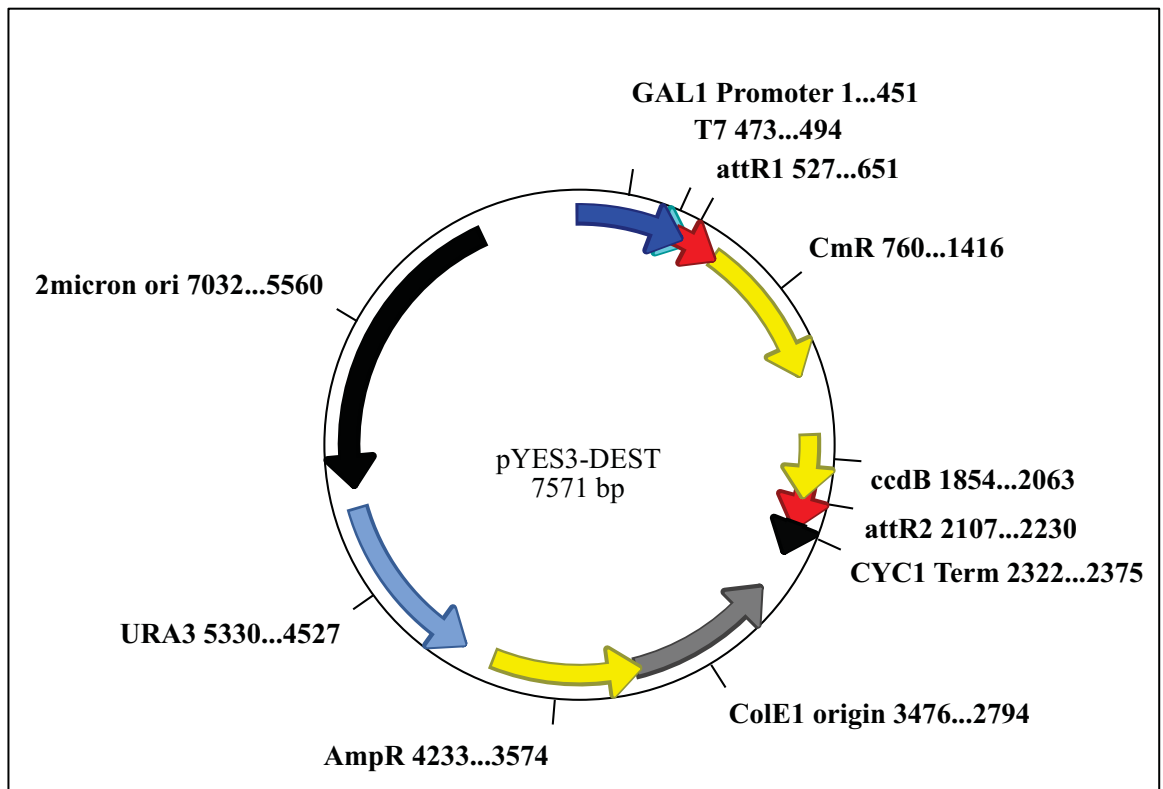 GAL1 Promoter 1...451
T7 473...494
attR1 527...651
CmR 760...1416
2micron ori 7032...5560
pYES3-DEST
7571 bp
ccdB 1854...2063
attR2 2107...2230
CYC1 Term 2322...2375
URA3 5330...4527
ColE1 origin 3476...2794
AmpR 4233...3574